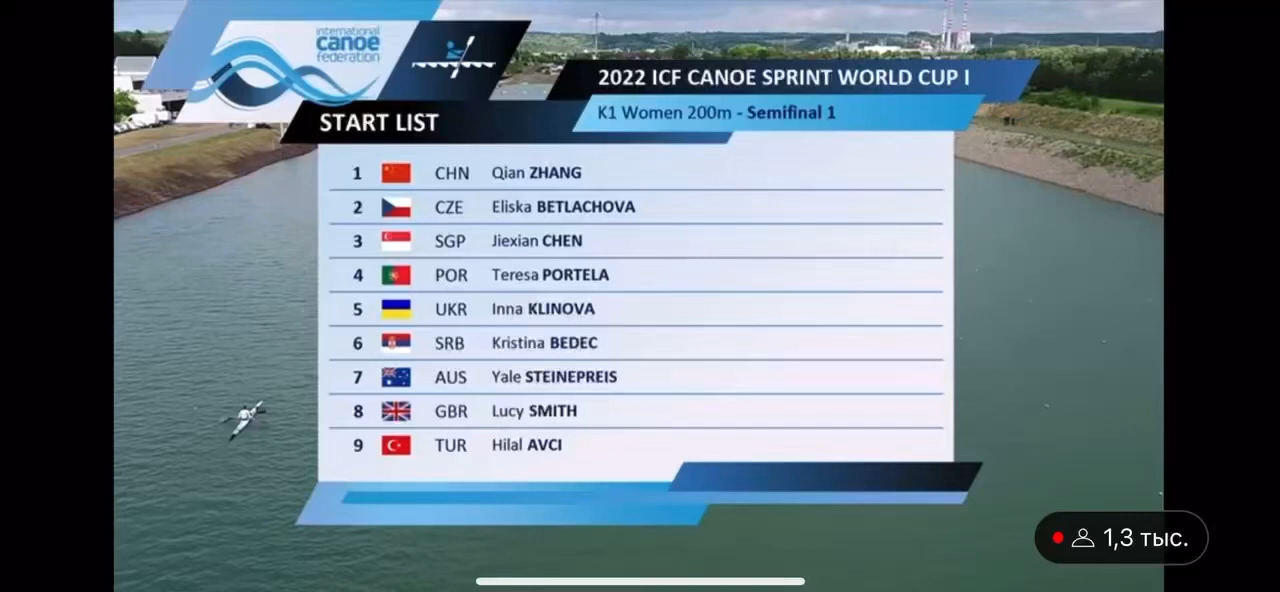 international
canoe
federation
2022 ICF CANOE SPRINT WORLD CUP I
K1 Women 200m - Semifinal 1
START LIST
1 CHN Qian ZHANG
2 CZE Eliska BETLACHOVA
3 SGP Jiexian CHEN
4 POR Teresa PORTELA
5 UKR Inna KLINOVA
6 SRB Kristina BEDEC
7 AUS Yale STEINEPREIS
8 GBR Lucy SMITH
9 TUR Hilal AVCI
1,3 тыс.